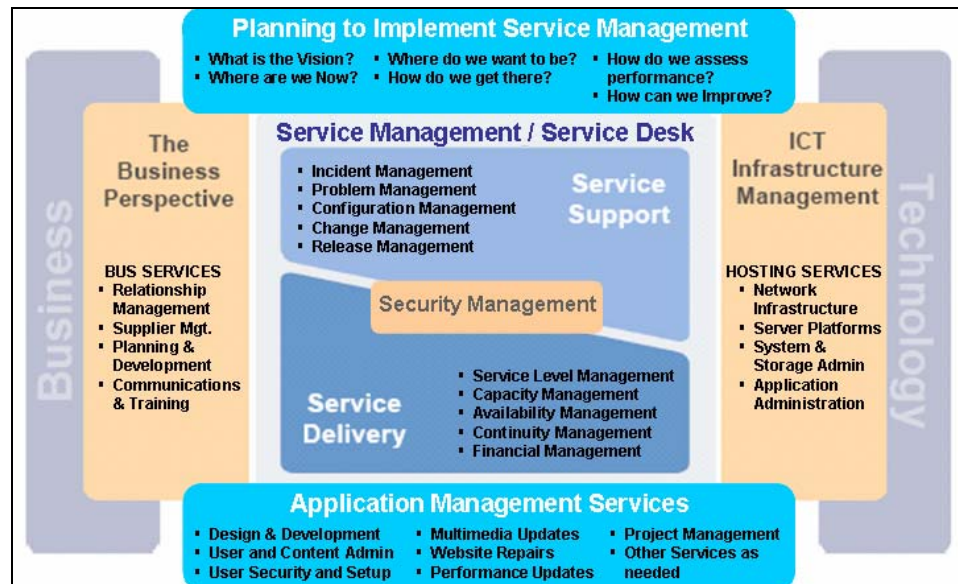 Planning to Implement Service Management
▪ What is the Vision?
▪ Where are we Now?
▪ Where do we want to be?
▪ How do we get there?
▪ How do we assess
performance?
▪ How can we Improve?
Business
The
Business
Perspective
BUS SERVICES
▪ Relationship
Management
▪ Supplier Mgt.
▪ Planning &
Development
▪ Communications
& Training
Service Management / Service Desk
▪ Incident Management
▪ Problem Management
▪ Configuration Management
▪ Change Management
▪ Release Management
Service
Support
Security Management
Service
Delivery
▪ Service Level Management
▪ Capacity Management
▪ Availability Management
▪ Continuity Management
▪ Financial Management
ICT
Infrastructure
Management
HOSTING SERVICES
▪ Network
Infrastructure
▪ Server Platforms
▪ System &
Storage Admin
▪ Application
Administration
Technology
Application Management Services
▪ Design & Development
▪ User and Content Admin
▪ User Security and Setup
▪ Multimedia Updates
▪ Website Repairs
▪ Performance Updates
▪ Project Management
▪ Other Services as
needed